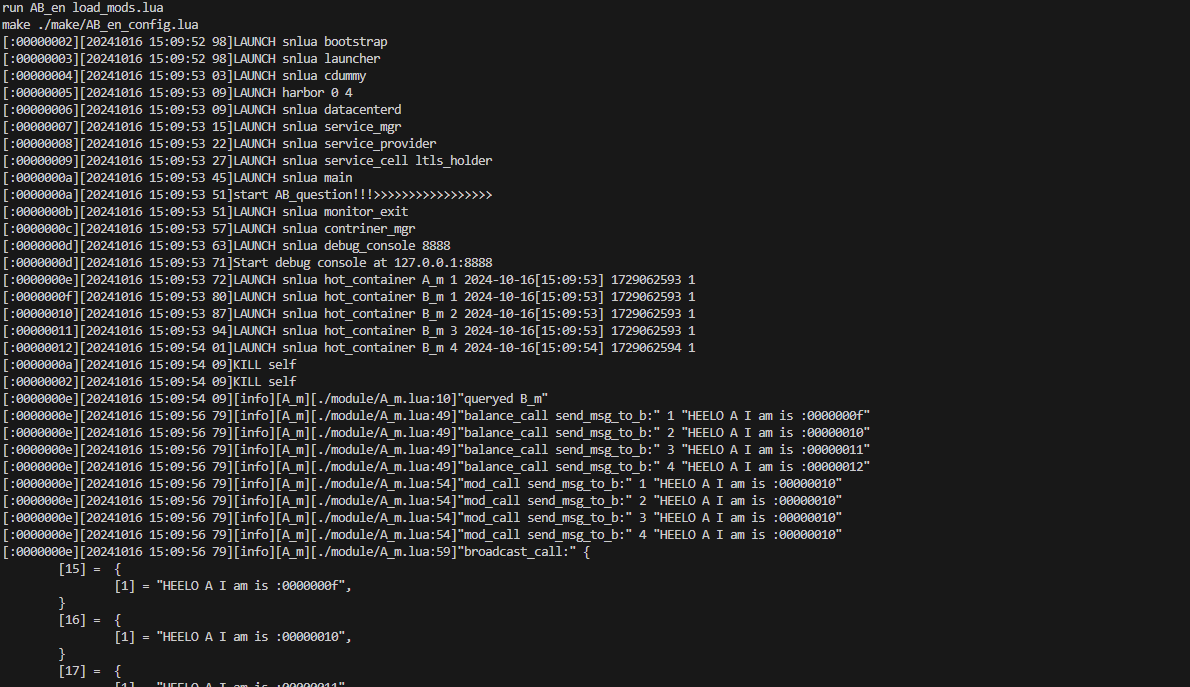 run AB_en load_mods.lua
make ./make/AB_en_config.lua
[:00000002][20241016 15:09:52 98]LAUNCH snlua bootstrap
[:00000003][20241016 15:09:52 98]LAUNCH snlua launcher
[:00000004][20241016 15:09:53 03]LAUNCH snlua cdummy
[:00000005][20241016 15:09:53 09]LAUNCH harbor 0 4
[:00000006][20241016 15:09:53 09]LAUNCH snlua datacenterd
[:00000007][20241016 15:09:53 15]LAUNCH snlua service_mgr
[:00000008][20241016 15:09:53 22]LAUNCH snlua service_provider
[:00000009][20241016 15:09:53 27]LAUNCH snlua service_cell ltls_holder
[:0000000a][20241016 15:09:53 45]LAUNCH snlua main
[:0000000a][20241016 15:09:53 51]start AB_question!!!>>>>>>>>>>>>>>>>>
[:0000000b][20241016 15:09:53 51]LAUNCH snlua monitor_exit
[:0000000c][20241016 15:09:53 57]LAUNCH snlua contriner_mgr
[:0000000d][20241016 15:09:53 63]LAUNCH snlua debug_console 8888
[:0000000d][20241016 15:09:53 71]Start debug console at 127.0.0.1:8888
[:0000000e][20241016 15:09:53 72]LAUNCH snlua hot_container A_m 1 2024-10-16[15:09:53] 1729062593 1
[:0000000f][20241016 15:09:53 80]LAUNCH snlua hot_container B_m 1 2024-10-16[15:09:53] 1729062593 1
[:00000010][20241016 15:09:53 87]LAUNCH snlua hot_container B_m 2 2024-10-16[15:09:53] 1729062593 1
[:00000011][20241016 15:09:53 94]LAUNCH snlua hot_container B_m 3 2024-10-16[15:09:53] 1729062593 1
[:00000012][20241016 15:09:54 01]LAUNCH snlua hot_container B_m 4 2024-10-16[15:09:54] 1729062594 1
[:0000000a][20241016 15:09:54 09]KILL self
[:00000002][20241016 15:09:54 09]KILL self
[:0000000e][20241016 15:09:54 09][info][A_m][./module/A_m.lua:10]"queryed B_m"
[:0000000e][20241016 15:09:56 79][info][A_m][./module/A_m.lua:49]"balance_call send_msg_to_b:" 1 "HEELO A I am is :0000000f"
[:0000000e][20241016 15:09:56 79][info][A_m][./module/A_m.lua:49]"balance_call send_msg_to_b:" 2 "HEELO A I am is :00000010"
[:0000000e][20241016 15:09:56 79][info][A_m][./module/A_m.lua:49]"balance_call send_msg_to_b:" 3 "HEELO A I am is :00000011"
[:0000000e][20241016 15:09:56 79][info][A_m][./module/A_m.lua:49]"balance_call send_msg_to_b:" 4 "HEELO A I am is :00000012"
[:0000000e][20241016 15:09:56 79][info][A_m][./module/A_m.lua:54]"mod_call send_msg_to_b:" 1 "HEELO A I am is :00000010"
[:0000000e][20241016 15:09:56 79][info][A_m][./module/A_m.lua:54]"mod_call send_msg_to_b:" 2 "HEELO A I am is :00000010"
[:0000000e][20241016 15:09:56 79][info][A_m][./module/A_m.lua:54]"mod_call send_msg_to_b:" 3 "HEELO A I am is :00000010"
[:0000000e][20241016 15:09:56 79][info][A_m][./module/A_m.lua:54]"mod_call send_msg_to_b:" 4 "HEELO A I am is :00000010"
[:0000000e][20241016 15:09:56 79][info][A_m][./module/A_m.lua:59]"broadcast_call:" {
[15] = {
[1] = "HEELO A I am is :0000000f",
}
[16] = {
[1] = "HEELO A I am is :00000010",
}
[17] = {
[1] = "HEELO A I am is :00000011"